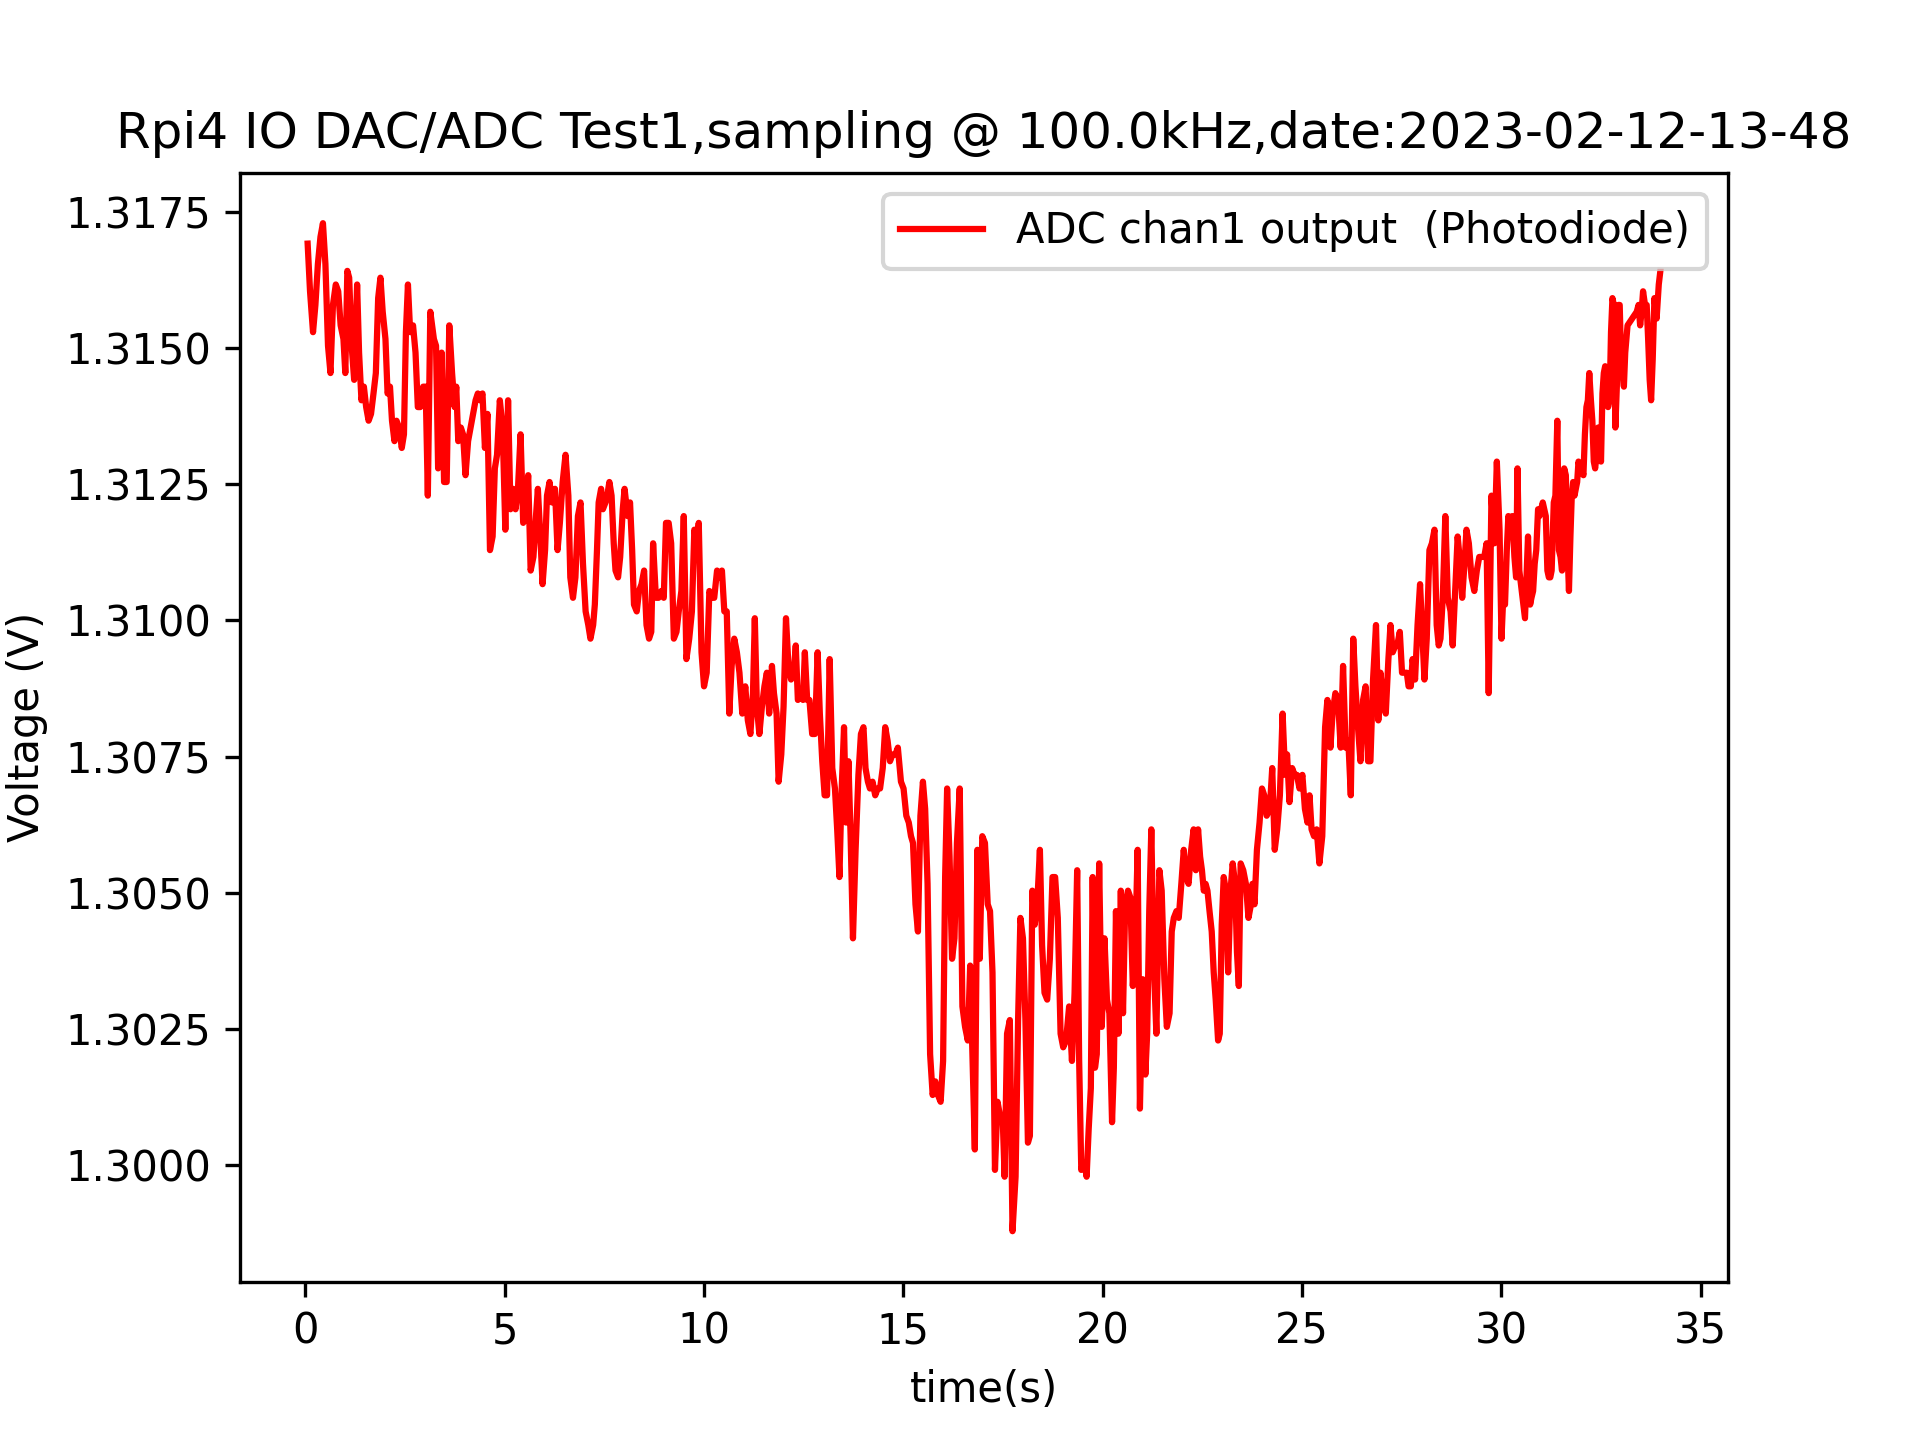 Rpi4 IO DAC/ADC Test1,sampling @ 100.0kHz,date:2023-02-12-13-48
ADC chan1 output  (Photodiode)
Voltage (V)
1.3175
1.3150
1.3125
1.3100
1.3075
1.3050
1.3025
1.3000
0 5 10 15 20 25 30 35
time(s)